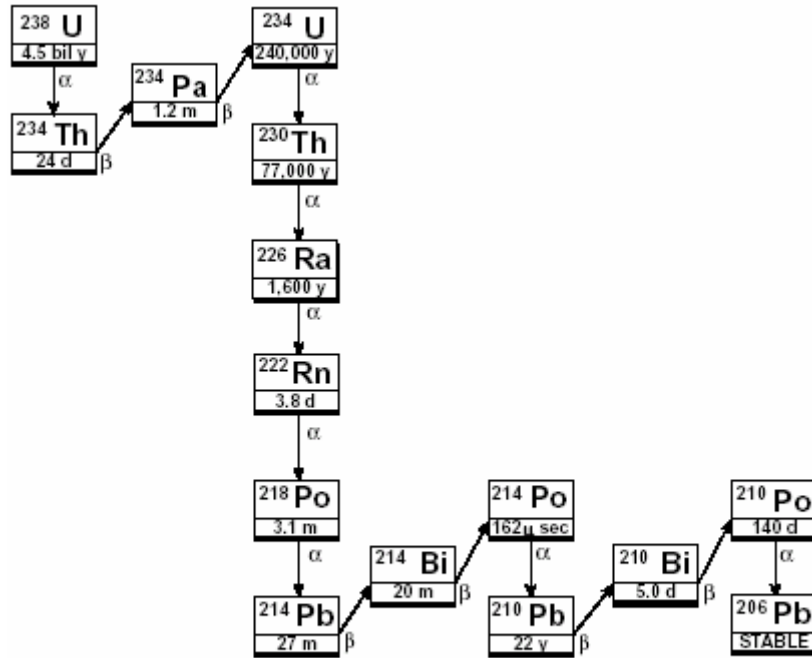 238 U
4.5 bil y
α
234 Th
24 d
β
234 Pa
1.2 m
β
234 U
240,000 y
α
230 Th
77,000 y
α
226 Ra
1,600 y
α
222 Rn
3.8 d
α
218 Po
3.1 m
α
214 Pb
27 m
β
214 Bi
20 m
β
214 Po
162µ sec
α
210 Pb
22 y
β
210 Bi
5.0 d
β
210 Po
140 d
α
206 Pb
STABLE